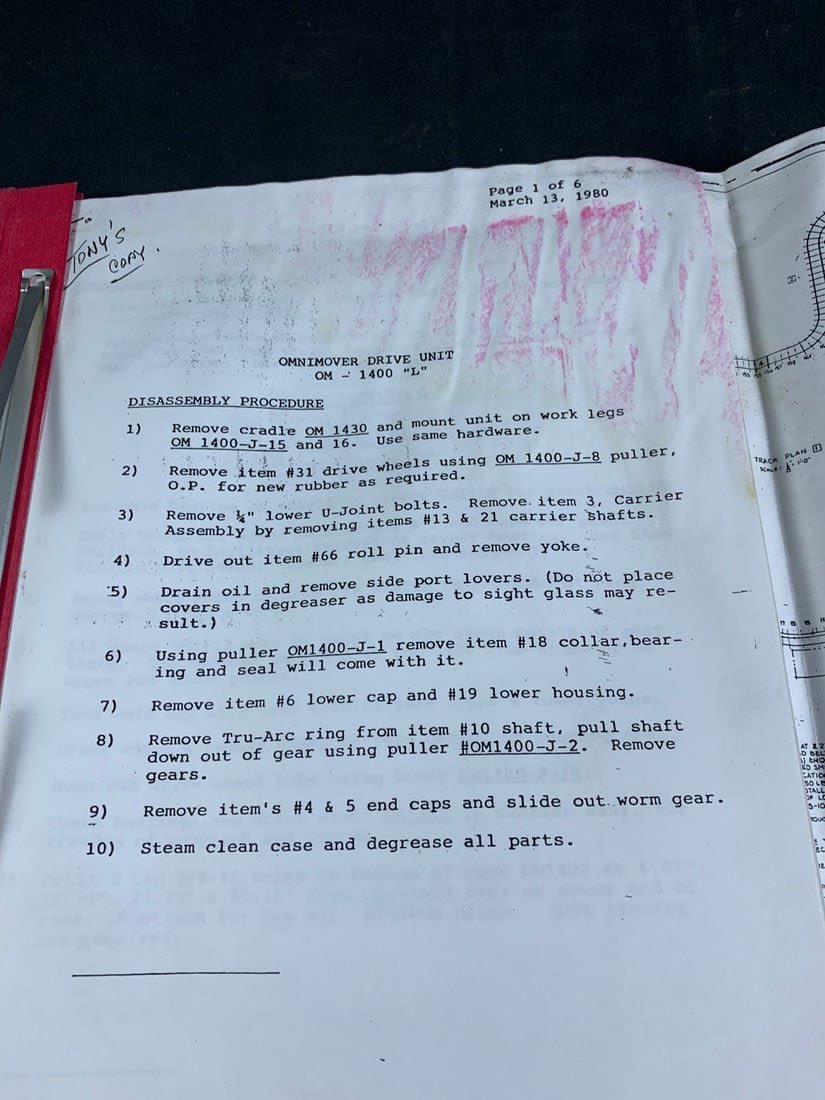 TONY'S
COPY.
Page 1 of 6
March 13, 1980
OMNIMOVER DRIVE UNIT
OM - 1400 "L"
DISASSEMBLY PROCEDURE
1) Remove cradle OM 1430 and mount unit on work legs
OM 1400-J-15 and 16. Use same hardware.
2) Remove item #31 drive wheels using OM 1400-J-8 puller,
O.P. for new rubber as required.
3) Remove ¼" lower U-Joint bolts. Remove item 3, Carrier
Assembly by removing items #13 & 21 carrier shafts.
4) Drive out item #66 roll pin and remove yoke.
5) Drain oil and remove side port lovers. (Do not place
covers in degreaser as damage to sight glass may re-
sult.)
6) Using puller OM1400-J-1 remove item #18 collar,bear-
ing and seal will come with it.
7) Remove item #6 lower cap and #19 lower housing.
8) Remove Tru-Arc ring from item #10 shaft, pull shaft
down out of gear using puller #OM1400-J-2. Remove
gears.
9) Remove item's #4 & 5 end caps and slide out worm gear.
10) Steam clean case and degrease all parts.
TRACK PLAN